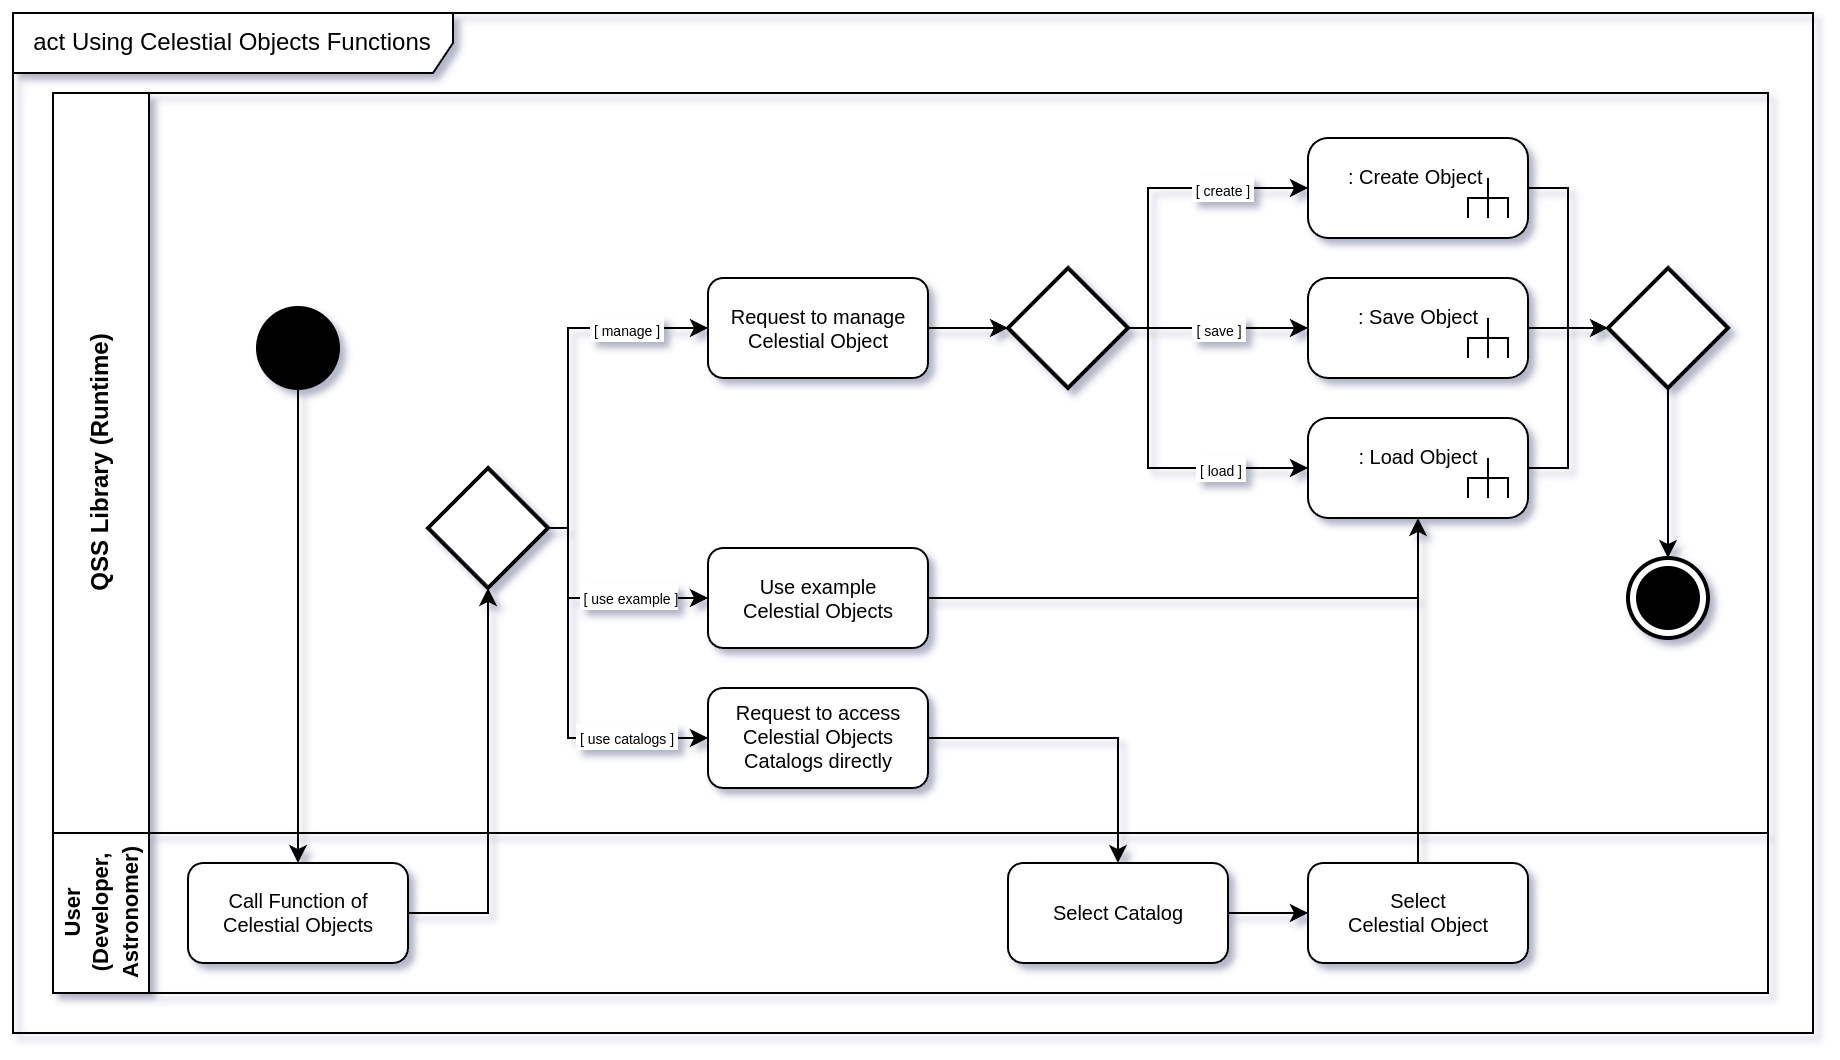 act Using Celestial Objects Functions
QSS Library (Runtime)
[ create ]
: Create Object
[ manage ]
Request to manage
Celestial Object
[ save ]
: Save Object
[ load ]
: Load Object
[ use example ]
Use example
Celestial Objects
[ use catalogs ]
Request to access
Celestial Objects
Catalogs directly
User
(Developer,
Astronomer)
Call Function of
Celestial Objects
Select Catalog
Select
Celestial Object